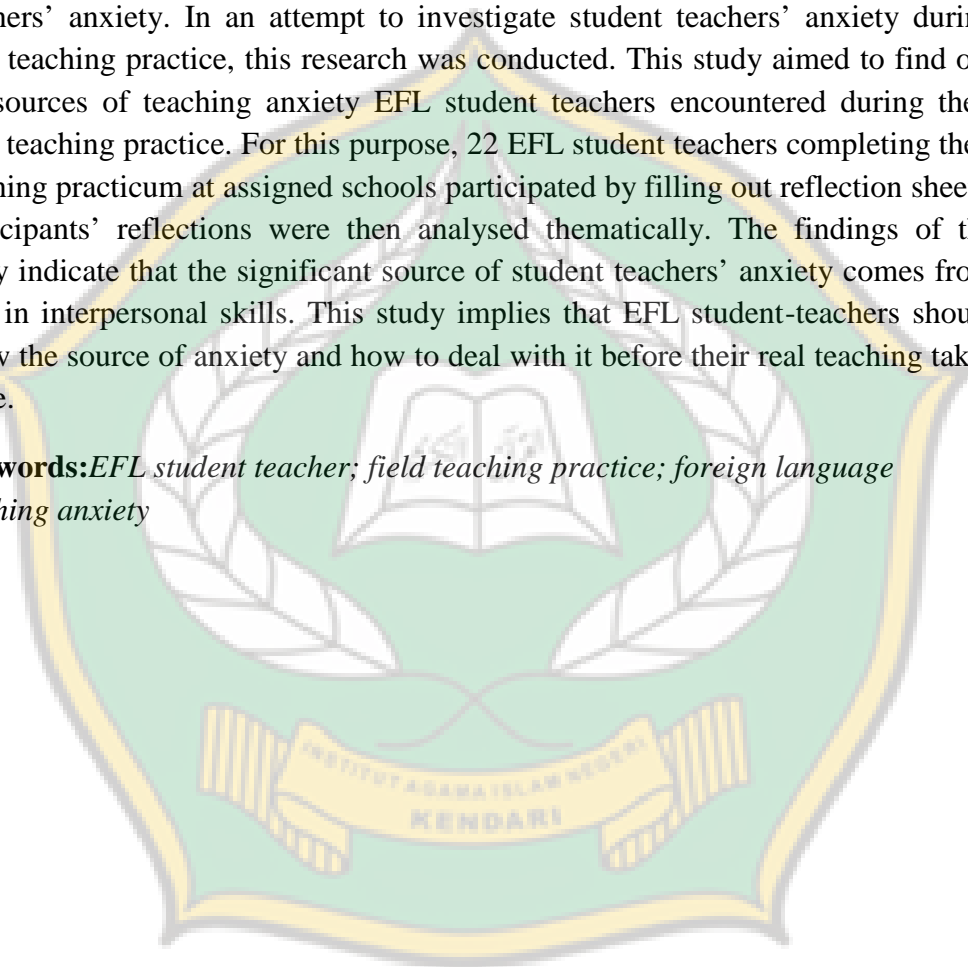 hers’ anxiety. In an attempt to investigate student teachers’ anxiety durin
teaching practice, this research was conducted. This study aimed to find o
sources of teaching anxiety EFL student teachers encountered during the
teaching practice. For this purpose, 22 EFL student teachers completing the
hing practicum at assigned schools participated by filling out reflection shee
cipants’ reflections were then analysed thematically. The findings of t
y indicate that the significant source of student teachers’ anxiety comes fro
in interpersonal skills. This study implies that EFL student-teachers shou
w the source of anxiety and how to deal with it before their real teaching tak
e.
words:EFL student teacher; field teaching practice; foreign language
hing anxiety
INSTITUT AGAMA ISLAM NEGERI
KENDARI